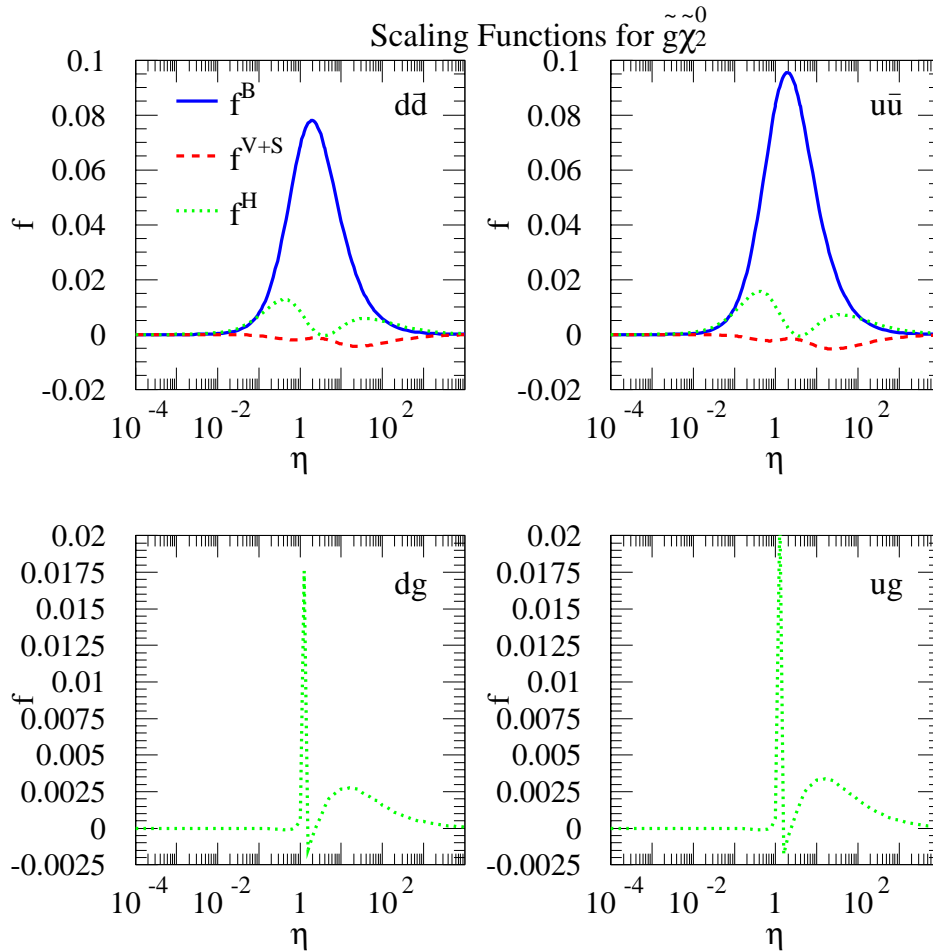 Scaling Functions for g̃χ̃⁰₂
0.1
0.08
0.06
0.04
0.02
0
-0.02
f
f^B
f^V+S
f^H
dd̄
10^-4 10^-2 1 10^2
η
0.1
0.08
0.06
0.04
0.02
0
-0.02
f
uū
10^-4 10^-2 1 10^2
η
0.02
0.0175
0.015
0.0125
0.01
0.0075
0.005
0.0025
0
-0.0025
f
dg
10^-4 10^-2 1 10^2
η
0.02
0.0175
0.015
0.0125
0.01
0.0075
0.005
0.0025
0
-0.0025
f
ug
10^-4 10^-2 1 10^2
η